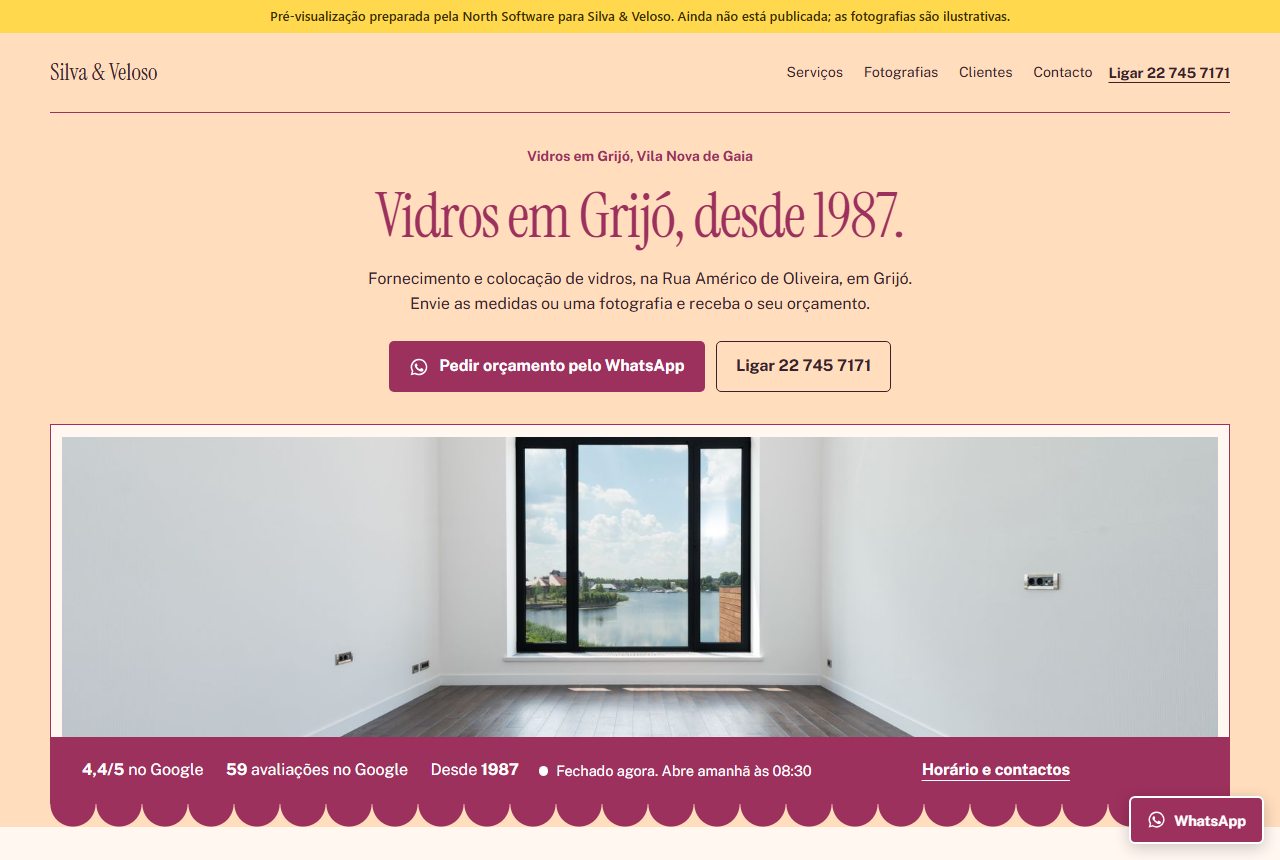 Pré-visualização preparada pela North Software para Silva & Veloso. Ainda não está publicada; as fotografias são ilustrativas.
Silva & Veloso
Serviços
Fotografias
Clientes
Contacto
Ligar 22 745 7171
Vidros em Grijó, Vila Nova de Gaia
Vidros em Grijó, desde 1987.
Fornecimento e colocação de vidros, na Rua Américo de Oliveira, em Grijó.
Envie as medidas ou uma fotografia e receba o seu orçamento.
Pedir orçamento pelo WhatsApp
Ligar 22 745 7171
4,4/5 no Google
59 avaliações no Google
Desde 1987
Fechado agora. Abre amanhã às 08:30
Horário e contactos
WhatsApp